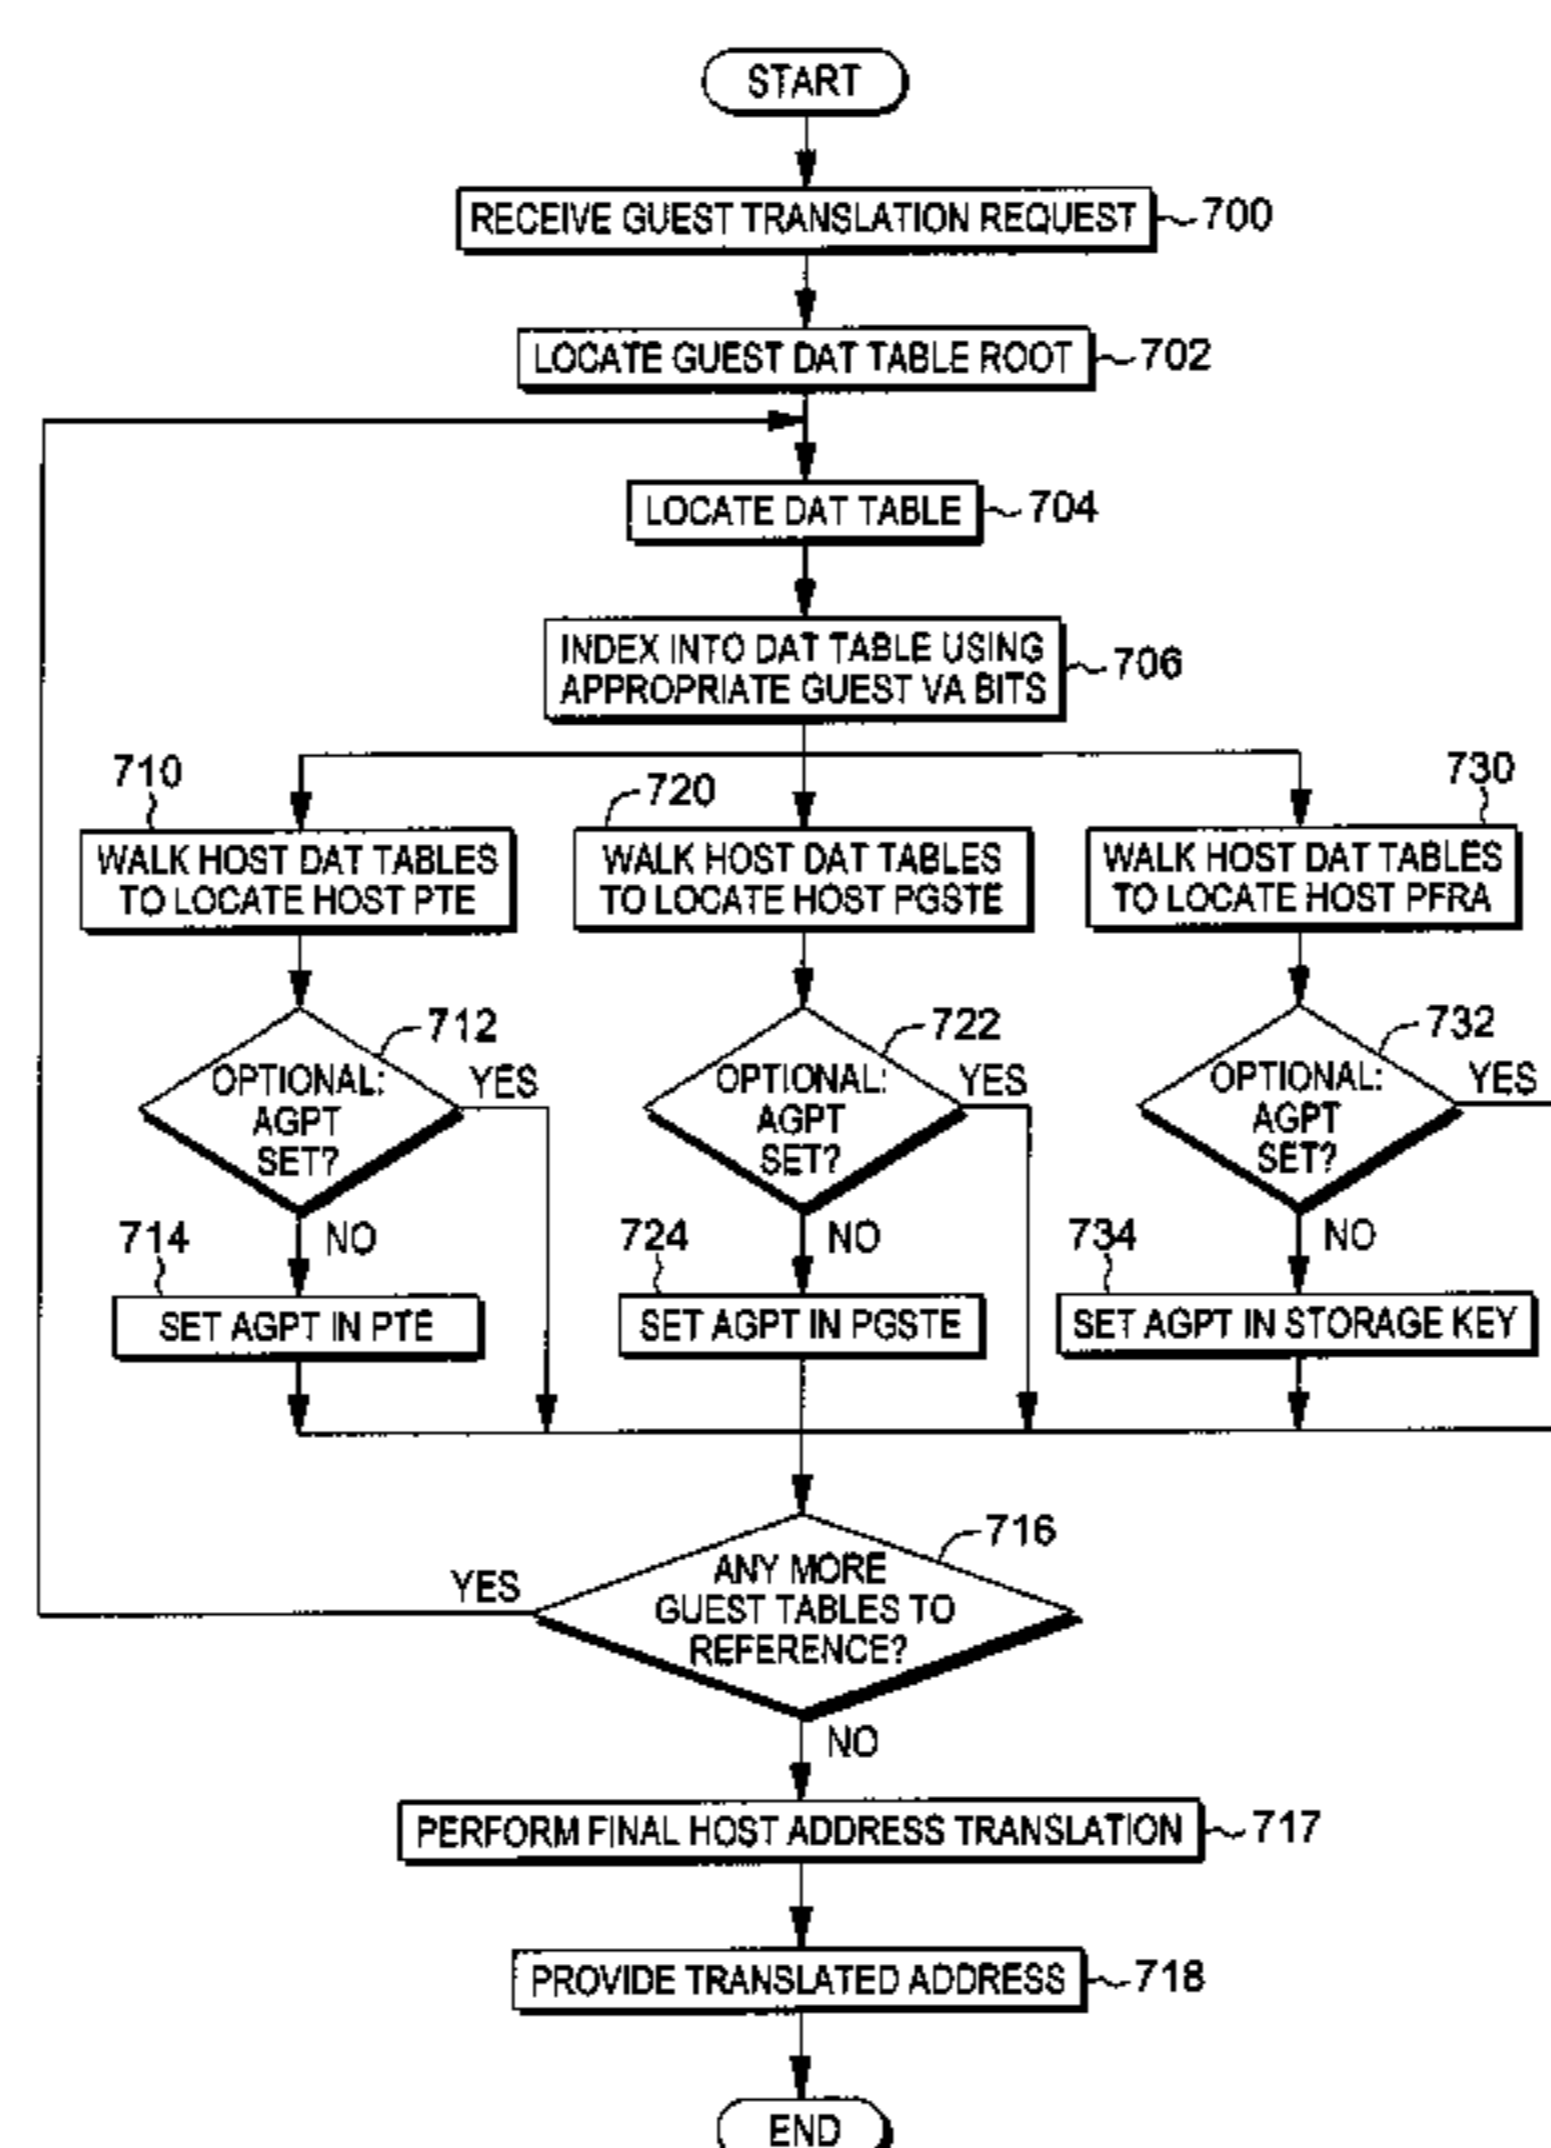 START
RECEIVE GUEST TRANSLATION REQUEST
700
LOCATE GUEST DAT TABLE ROOT
702
LOCATE DAT TABLE
704
INDEX INTO DAT TABLE USING
APPROPRIATE GUEST VA BITS
706
710
720
730
WALK HOST DAT TABLES
TO LOCATE HOST PTE
WALK HOST DAT TABLES
TO LOCATE HOST PGSTE
WALK HOST DAT TABLES
TO LOCATE HOST PFRA
712
OPTIONAL:
AGPT
SET?
YES
NO
722
OPTIONAL:
AGPT
SET?
YES
NO
732
OPTIONAL:
AGPT
SET?
YES
NO
714
SET AGPT IN PTE
724
SET AGPT IN PGSTE
734
SET AGPT IN STORAGE KEY
716
ANY MORE
GUEST TABLES TO
REFERENCE?
YES
NO
PERFORM FINAL HOST ADDRESS TRANSLATION
717
PROVIDE TRANSLATED ADDRESS
718
END